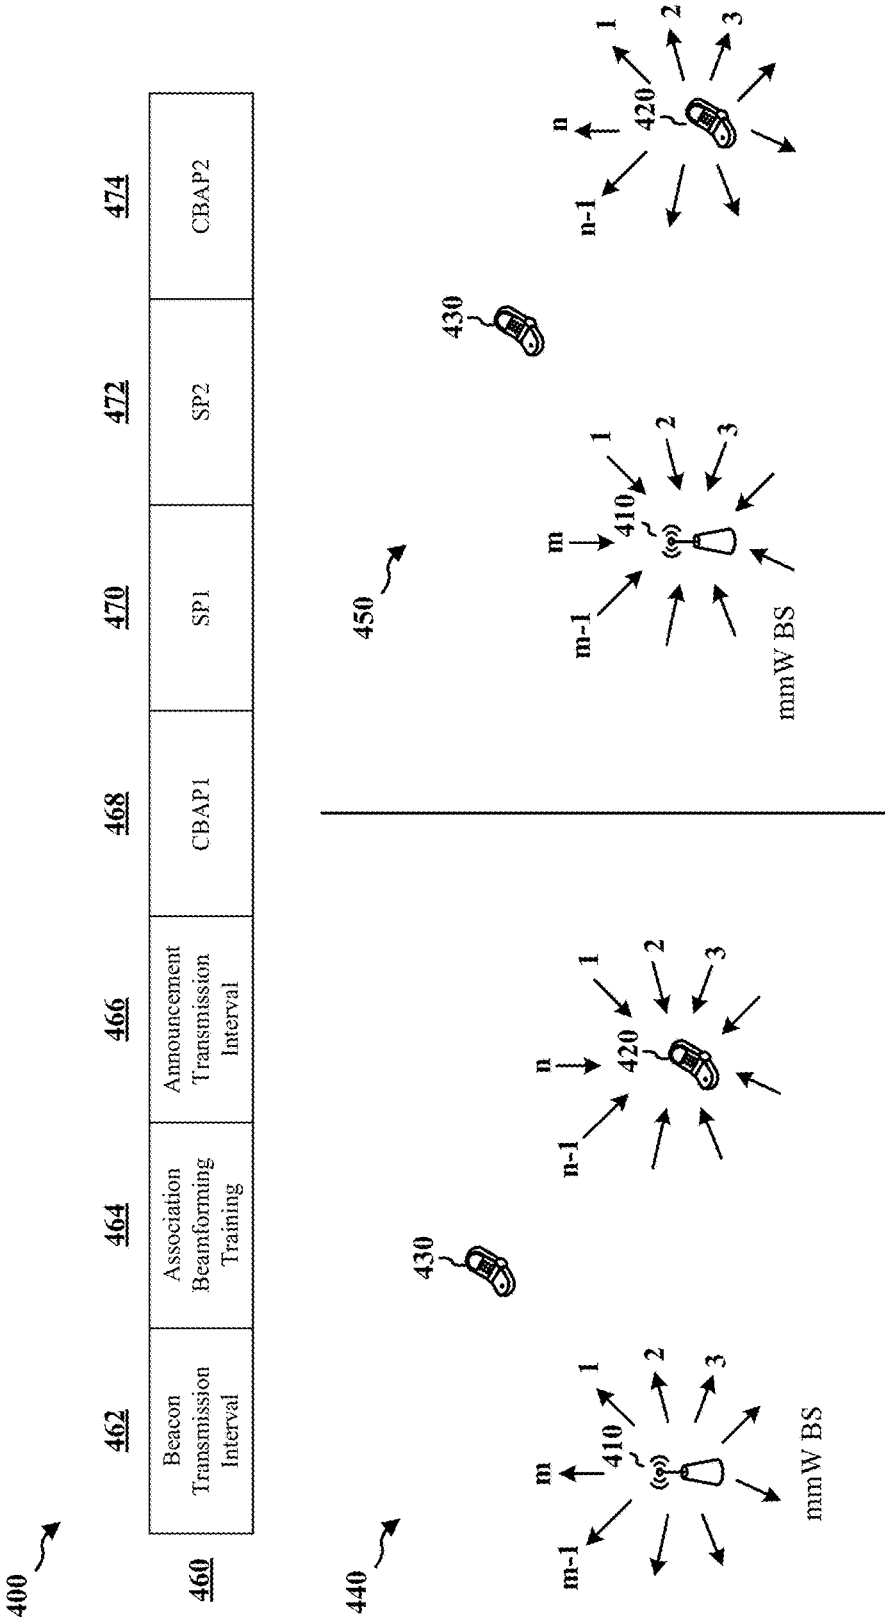 400
462
464
466
468
470
472
474
460
Beacon
Transmission
Interval
Association
Beamforming
Training
Announcement
Transmission
Interval
CBAP1
SP1
SP2
CBAP2
440
m-1
m
1
2
3
410
mmW BS
430
n-1
n
1
2
3
420
450
m-1
m
1
2
3
410
mmW BS
430
n-1
n
1
2
3
420